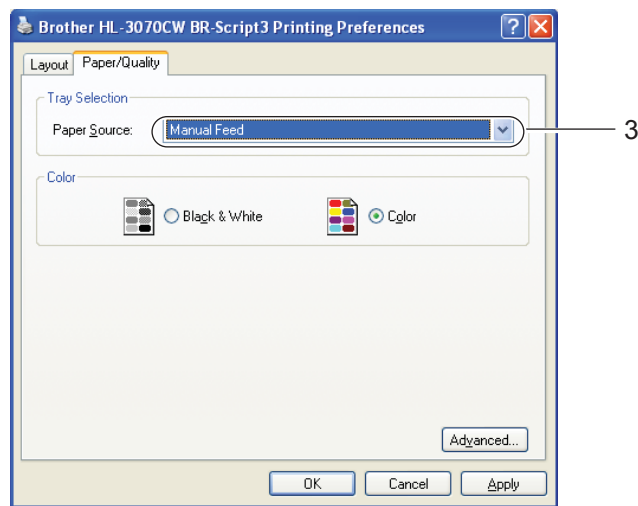 Brother HL-3070CW BR-Script3 Printing Preferences
Layout Paper/Quality
Tray Selection
Paper Source: Manual Feed
3
Color
Black & White Color
Advanced...
OK Cancel Apply